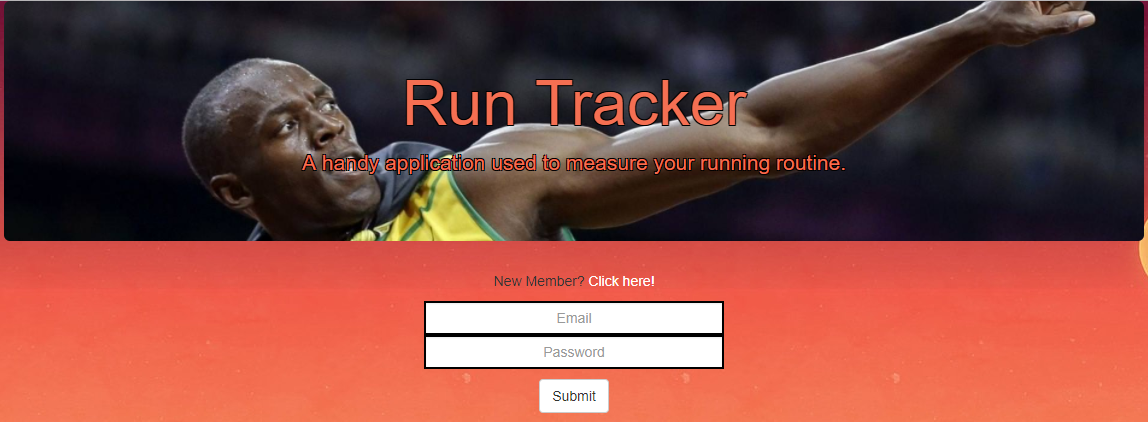 Run Tracker
A handy application used to measure your running routine.
New Member? Click here!
Email
Password
Submit